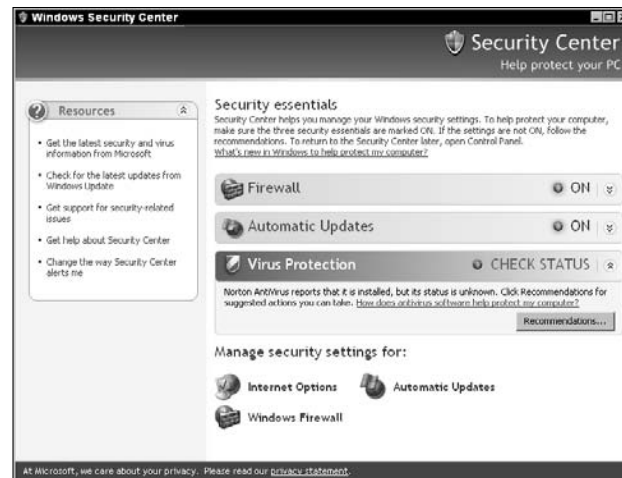 Windows Security Center
Security Center
Help protect your PC
Resources
• Get the latest security and virus
information from Microsoft
• Check for the latest updates from
Windows Update
• Get support for security-related
issues
• Get help about Security Center
• Change the way Security Center
alerts me
Security essentials
Security Center helps you manage your Windows security settings. To help protect your computer,
make sure the three security essentials are marked ON. If the settings are not ON, follow the
recommendations. To return to the Security Center later, open Control Panel.
What's new in Windows to help protect my computer?
Firewall ON
Automatic Updates ON
Virus Protection CHECK STATUS
Norton AntiVirus reports that it is installed, but its status is unknown. Click Recommendations for
suggested actions you can take. How does antivirus software help protect my computer?
Recommendations...
Manage security settings for:
Internet Options Automatic Updates
Windows Firewall
At Microsoft, we care about your privacy. Please read our privacy statement.